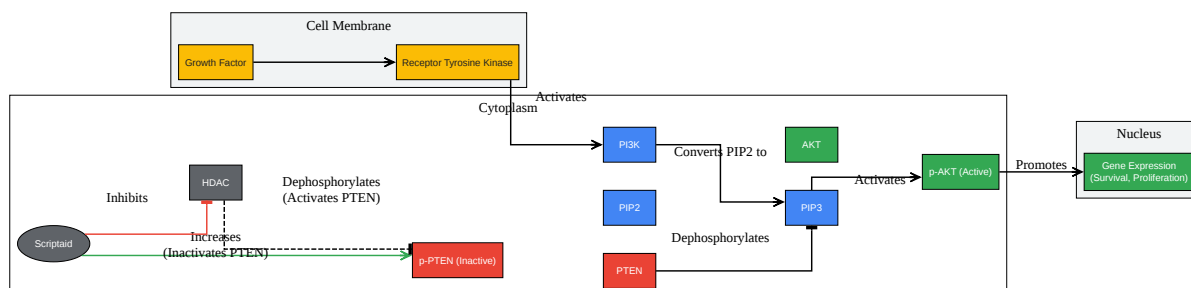 Cell Membrane
Growth Factor
Receptor Tyrosine Kinase
Activates
Cytoplasm
PI3K
Converts PIP2 to
AKT
Nucleus
Gene Expression
(Survival, Proliferation)
Promotes
p-AKT (Active)
Activates
HDAC
Dephosphorylates
(Activates PTEN)
Inhibits
PIP2
PIP3
Scriptaid
Increases
(Inactivates PTEN)
Dephosphorylates
p-PTEN (Inactive)
PTEN